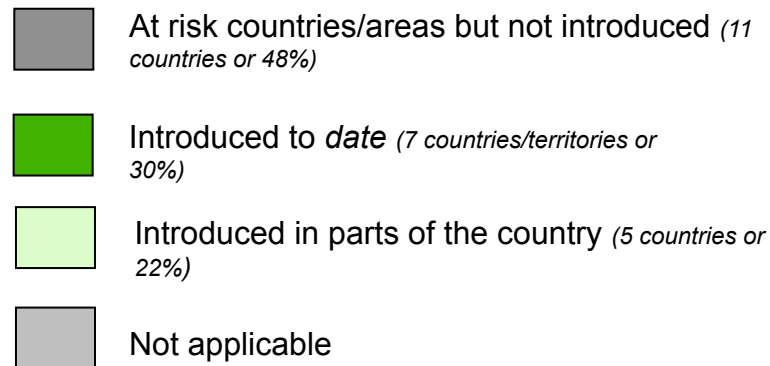 At risk countries/areas but not introduced (11
countries or 48%)
Introduced to date (7 countries/territories or
30%)
Introduced in parts of the country (5 countries or
22%)
Not applicable